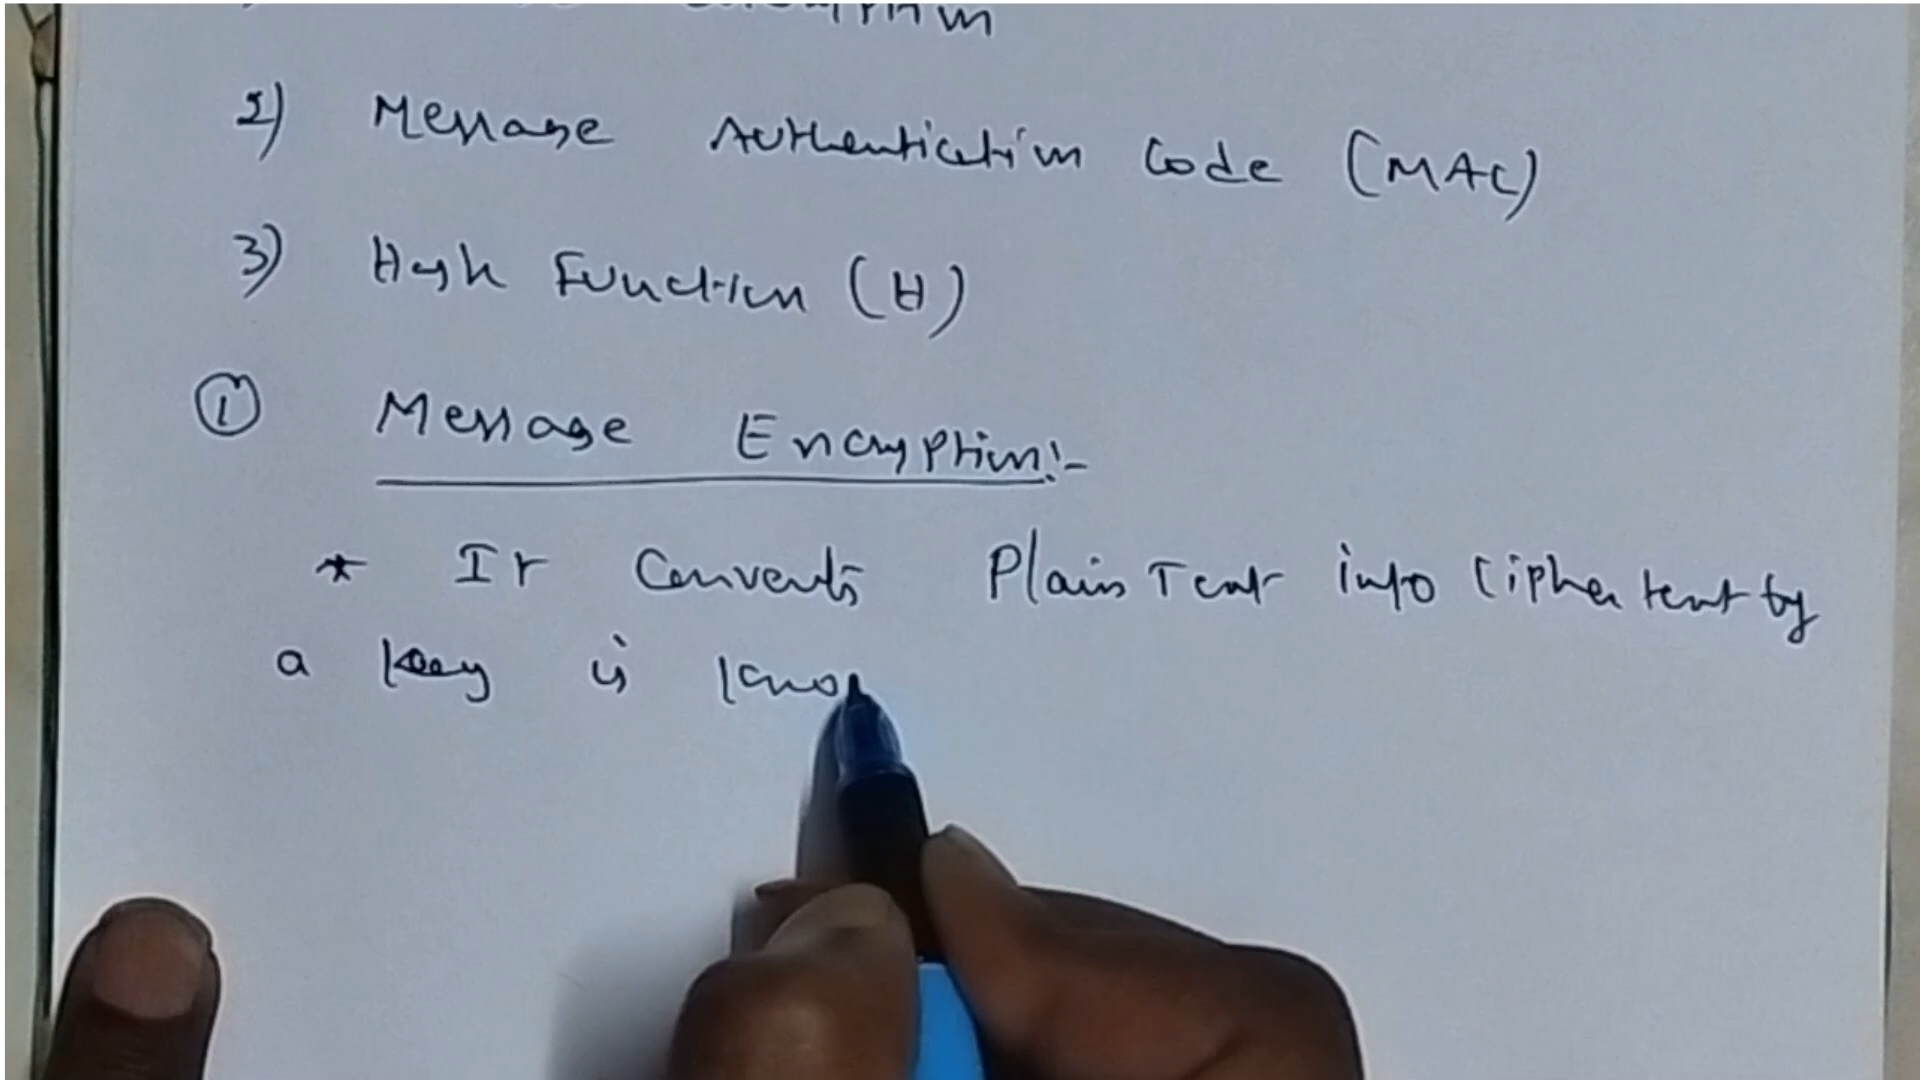 2) Message Authentication Code (MAC)
3) Hash Function (H)
① Message Encryption:-
* It Converts Plain Text into Cipher text by
a key is kno